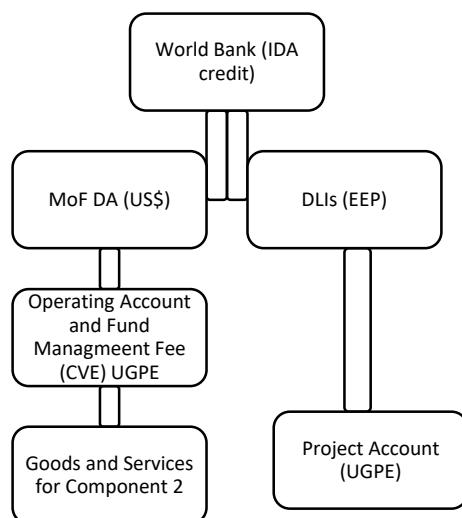 World Bank (IDA
credit)
MoF DA (US$)
DLIs (EEP)
Operating Account
and Fund
Managmeent Fee
(CVE) UGPE
Goods and Services
for Component 2
Project Account
(UGPE)